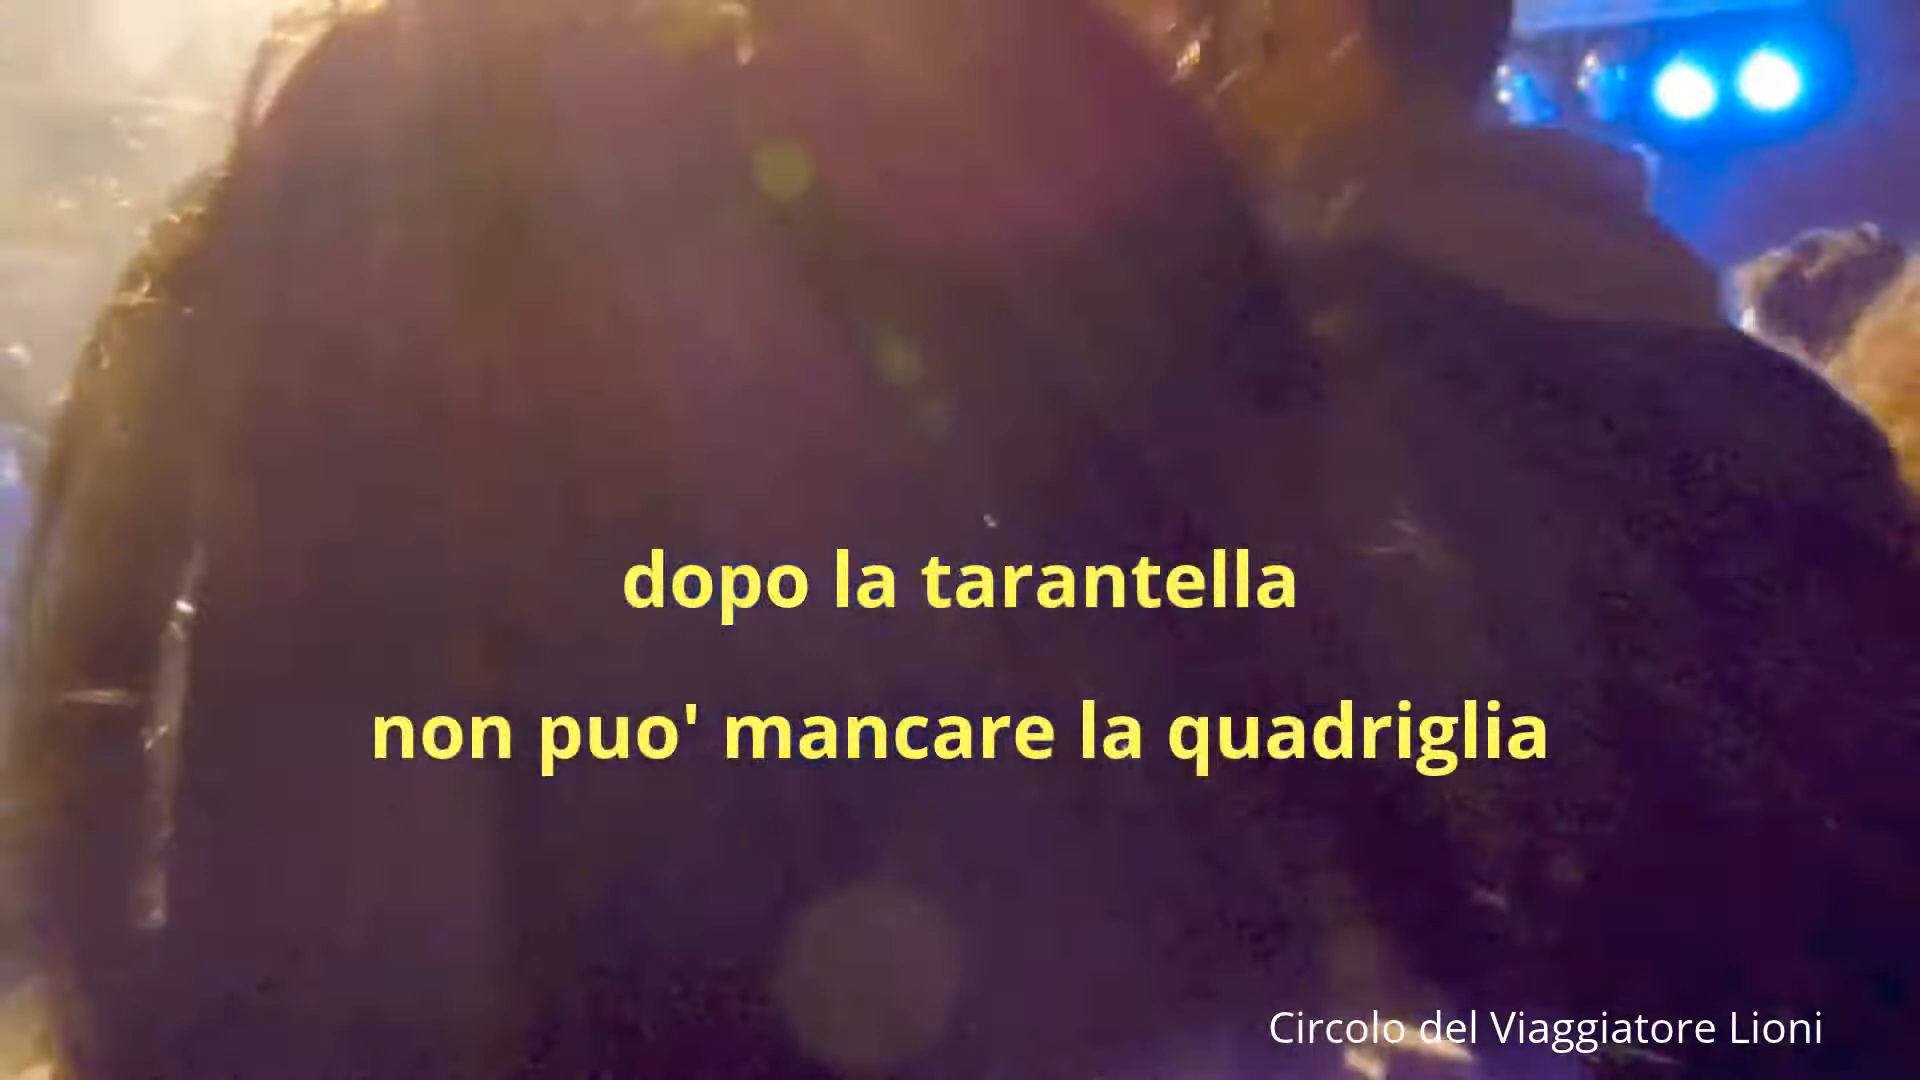 dopo la tarantella
non puo' mancare la quadriglia
Circolo del Viaggiatore Lioni